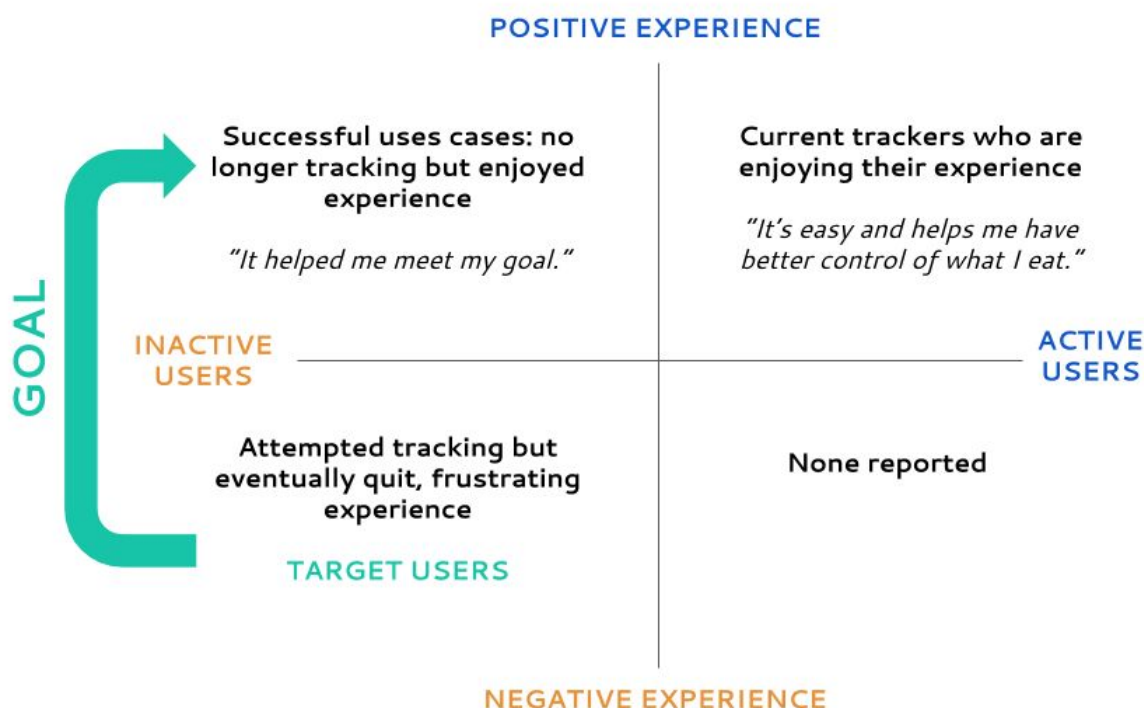 POSITIVE EXPERIENCE
Successful uses cases: no
longer tracking but enjoyed
experience
“It helped me meet my goal.”
Current trackers who are
enjoying their experience
“It’s easy and helps me have
better control of what I eat.”
GOAL
INACTIVE
USERS
ACTIVE
USERS
Attempted tracking but
eventually quit, frustrating
experience
TARGET USERS
None reported
NEGATIVE EXPERIENCE